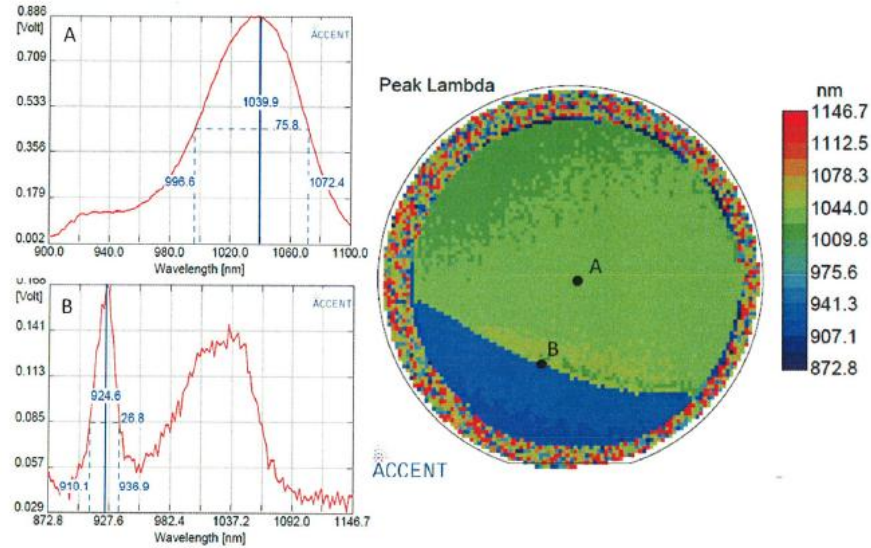 0.886
[Volt]
A
ACCENT
0.709
0.533
0.356
0.179
0.002
1039.9
75.8
996.6
1072.4
900.0 940.0 980.0 1020.0 1060.0 1100.0
Wavelength [nm]
0.168
[Volt]
B
ACCENT
0.141
0.113
0.085
0.057
0.029
924.6
26.8
910.1
936.9
872.8 927.6 982.4 1037.2 1092.0 1146.7
Wavelength [nm]
Peak Lambda
A
B
ACCENT
nm
1146.7
1112.5
1078.3
1044.0
1009.8
975.6
941.3
907.1
872.8